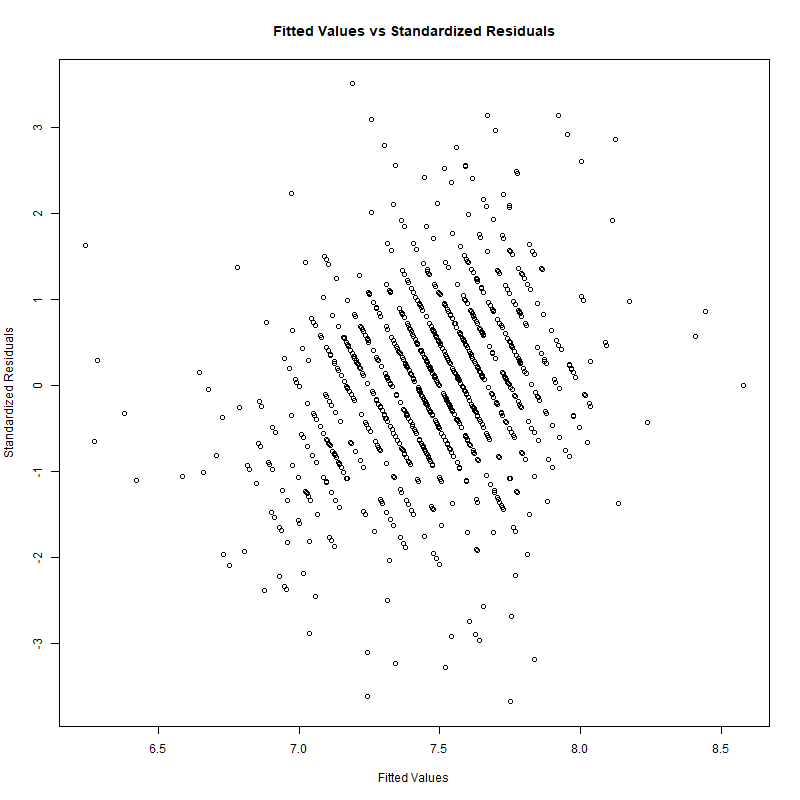 Fitted Values vs Standardized Residuals
Standardized Residuals
3
2
1
0
-1
-2
-3
6.5 7.0 7.5 8.0 8.5
Fitted Values